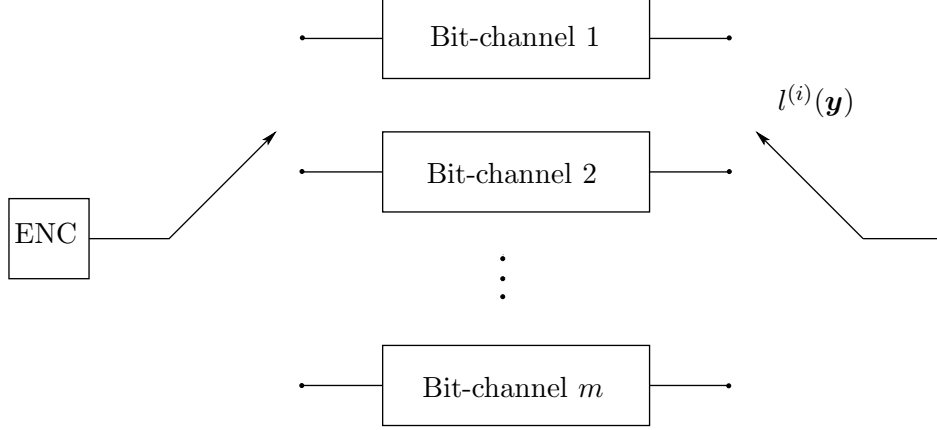 Bit-channel 1
l^{(i)}(y)
Bit-channel 2
ENC
Bit-channel m